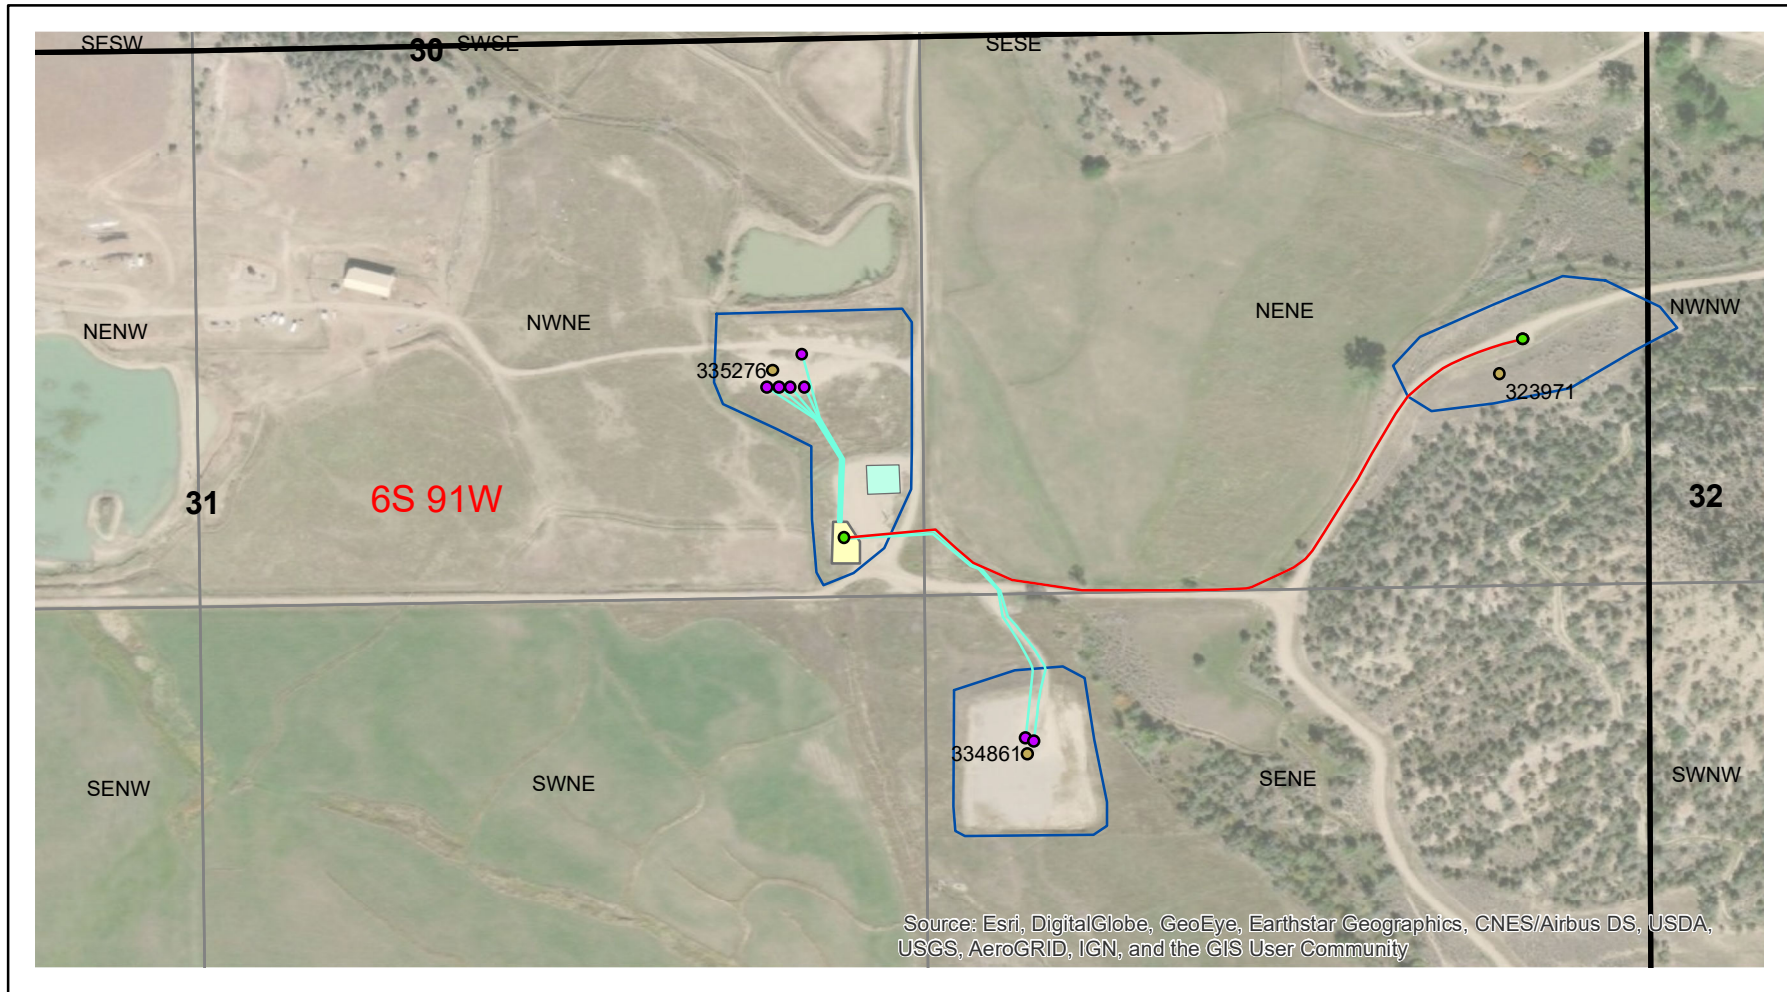 SESW
30
SWSE
SESE
NENW
NWNE
NENE
NWNW
335276
323971
31
6S 91W
32
334861
SENW
SWNE
SENE
SWNW
Source: Esri, DigitalGlobe, GeoEye, Earthstar Geographics, CNES/Airbus DS, USDA,
USGS, AeroGRID, IGN, and the GIS User Community